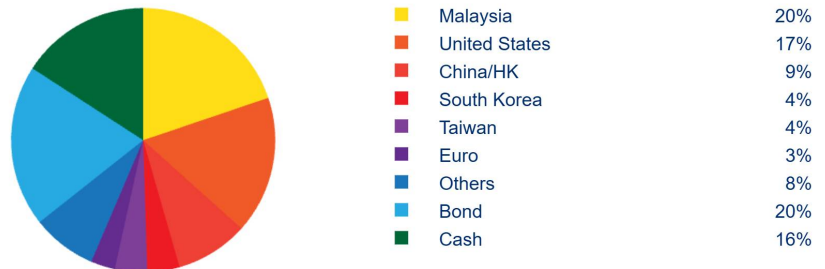 Malaysia 20%
United States 17%
China/HK 9%
South Korea 4%
Taiwan 4%
Euro 3%
Others 8%
Bond 20%
Cash 16%